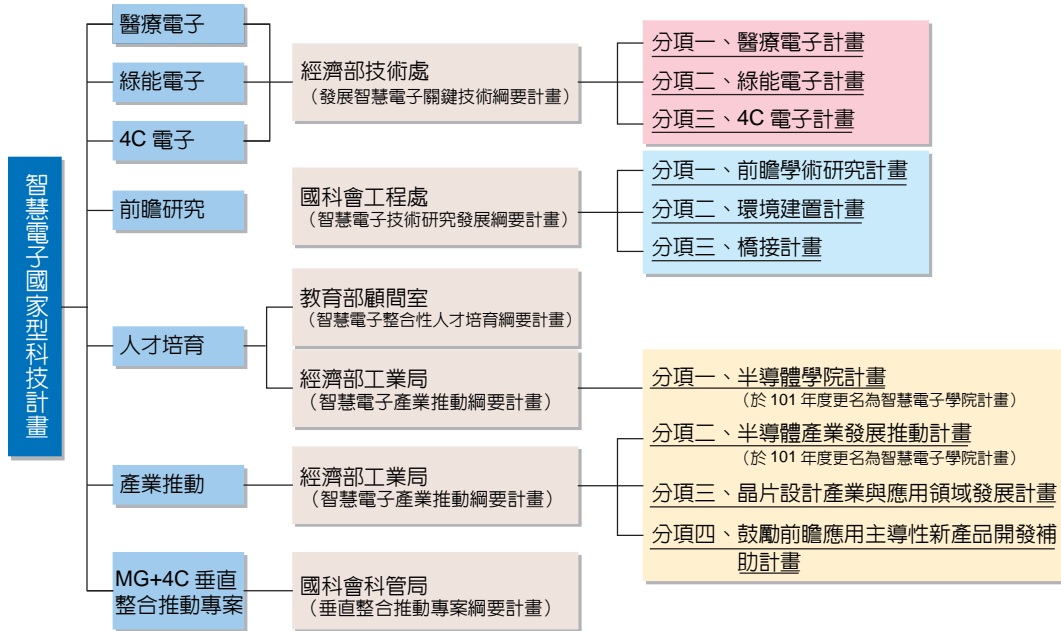 智慧電子國家型科技計畫
醫療電子
綠能電子
4C 電子
前瞻研究
人才培育
產業推動
MG+4C 垂直
整合推動專案
經濟部技術處
（發展智慧電子關鍵技術綱要計畫）
國科會工程處
（智慧電子技術研究發展綱要計畫）
教育部顧問室
（智慧電子整合性人才培育綱要計畫）
經濟部工業局
（智慧電子產業推動綱要計畫）
經濟部工業局
（智慧電子產業推動綱要計畫）
國科會科管局
（垂直整合推動專案綱要計畫）
分項一、醫療電子計畫
分項二、綠能電子計畫
分項三、4C 電子計畫
分項一、前瞻學術研究計畫
分項二、環境建置計畫
分項三、橋接計畫
分項一、半導體學院計畫
（於 101 年度更名為智慧電子學院計畫）
分項二、半導體產業發展推動計畫
（於 101 年度更名為智慧電子學院計畫）
分項三、晶片設計產業與應用領域發展計畫
分項四、鼓勵前瞻應用主導性新產品開發補
助計畫